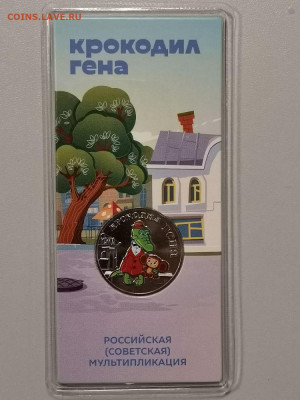 COINS.LAVE.RU
КРОКОДИЛ
ГЕНА
КРОКОДИЛ ГЕНА
РОССИЙСКАЯ
(СОВЕТСКАЯ)
МУЛЬТИПЛИКАЦИЯ